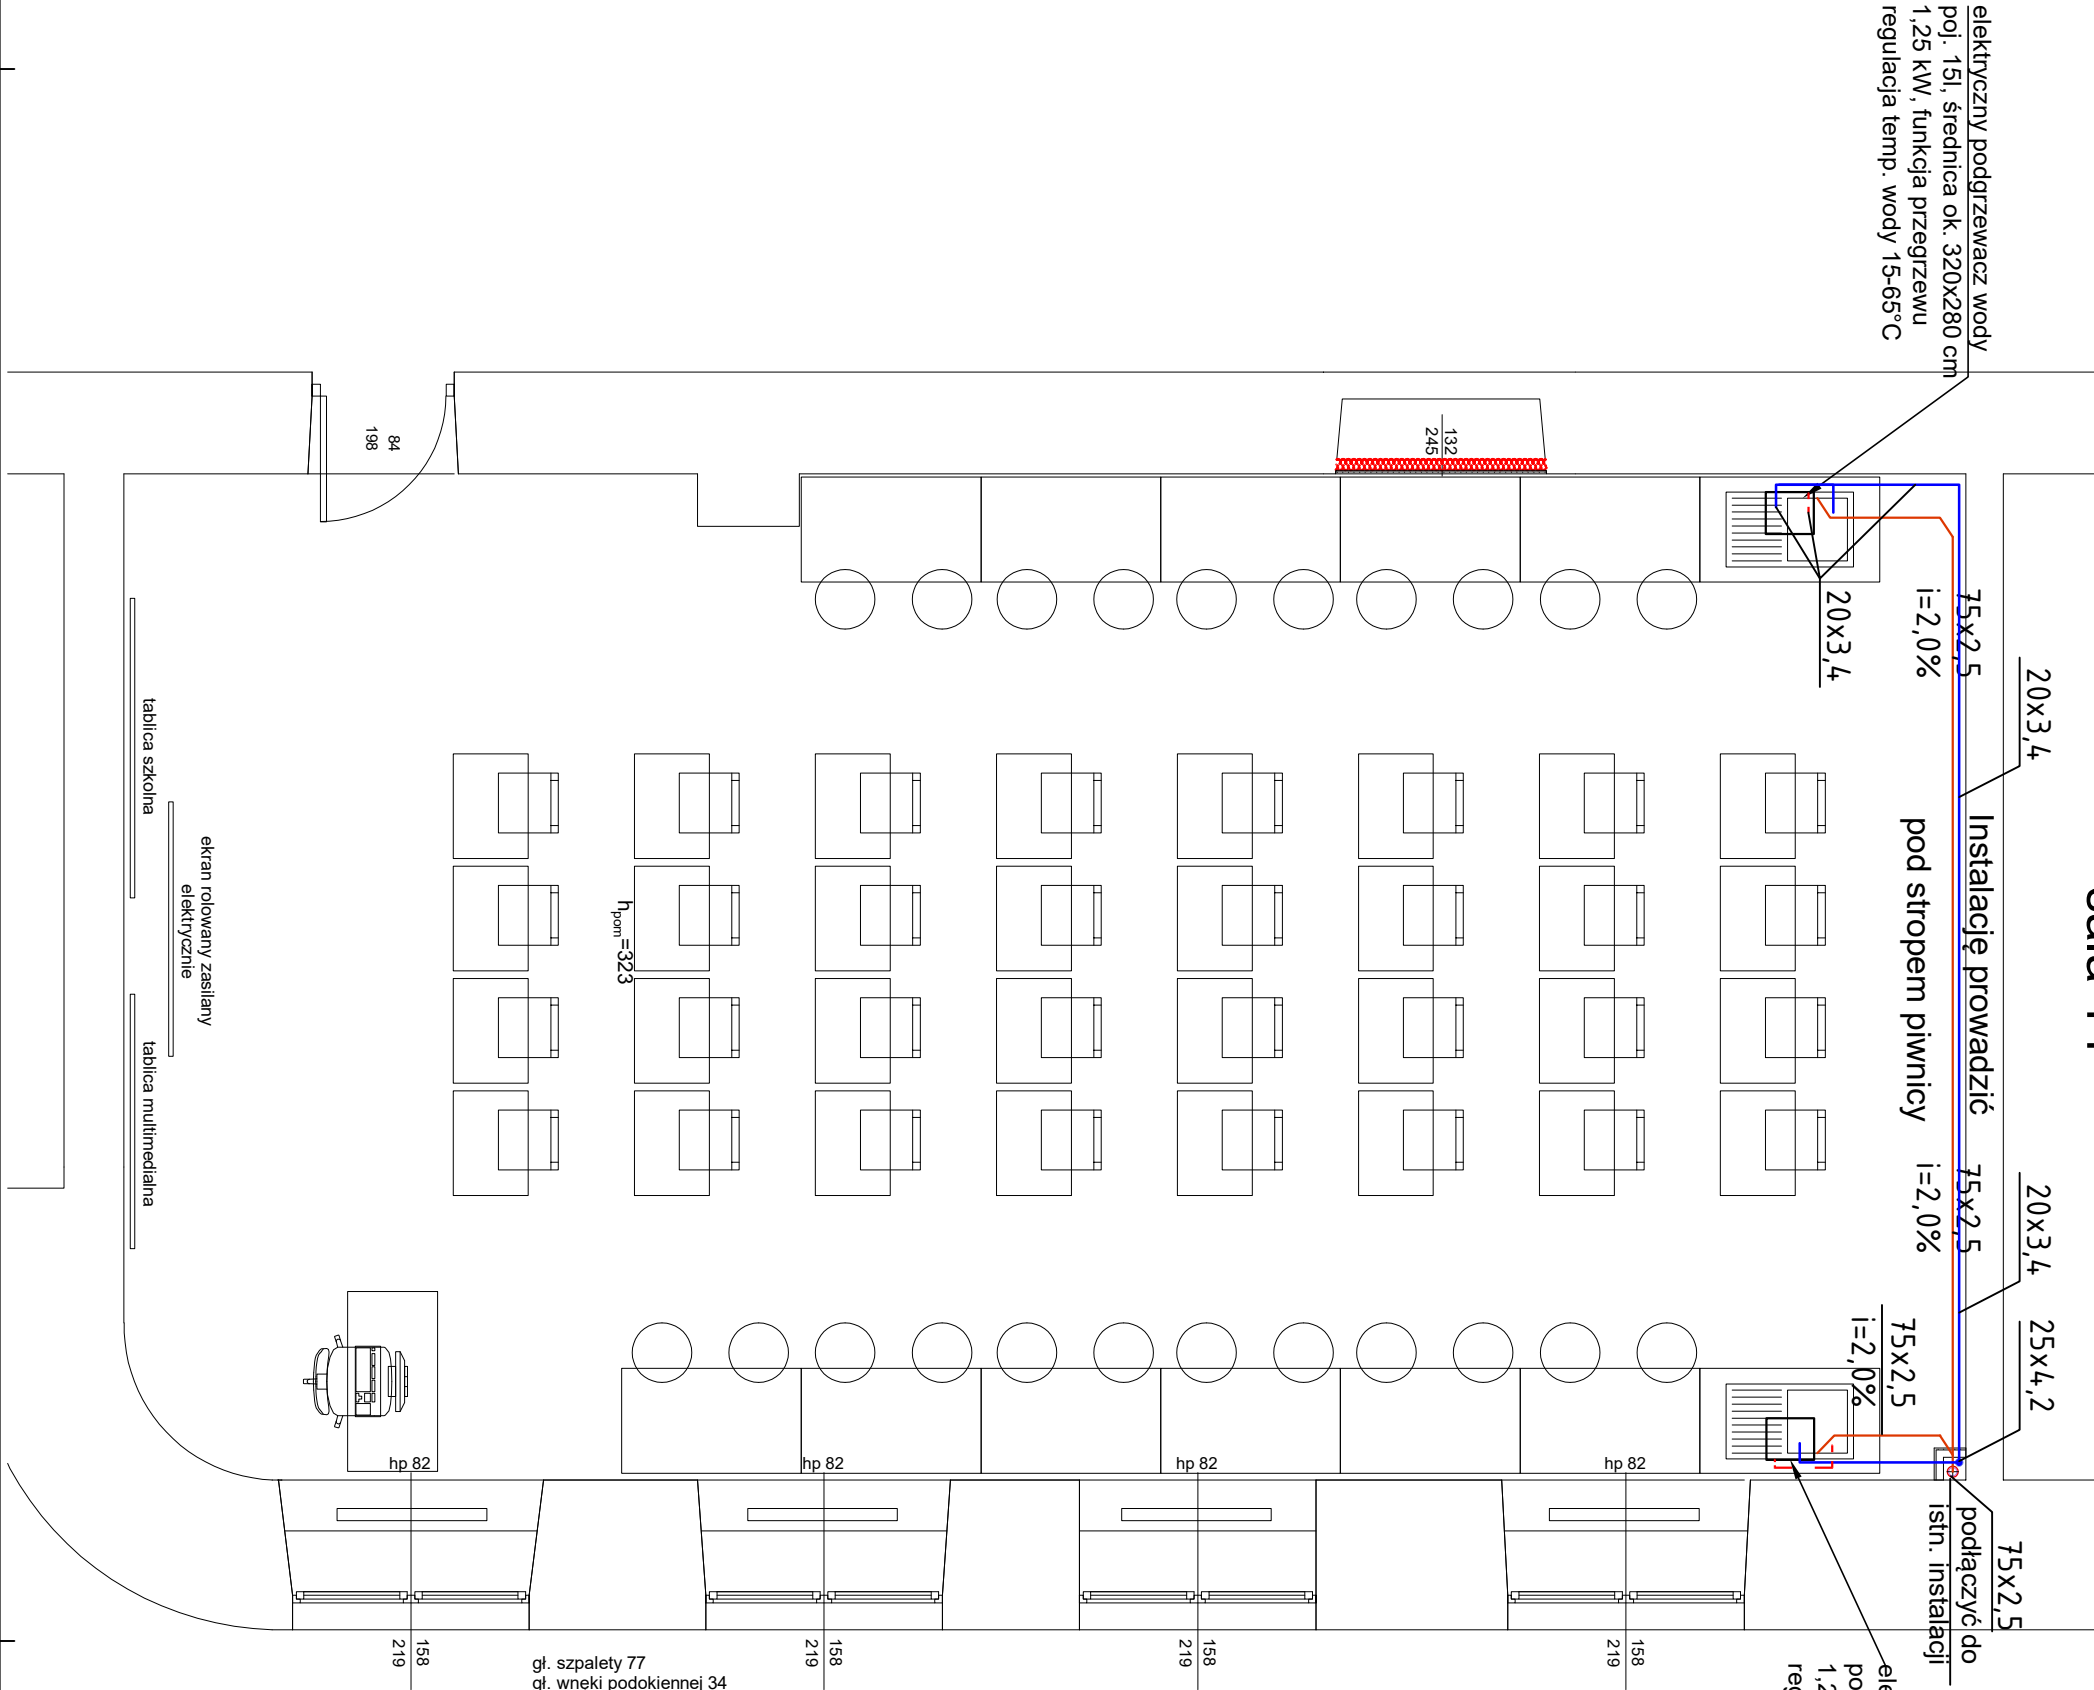 elektryczny podgrzewacz wody
poj. 15l, średnica ok. 320x280 cm
1,25 kW, funkcja przegrzewu
regulacja temp. wody 15-65°C
84
198
132
245
20x3,4
75x2,5
i=2,0%
20x3,4
Instalację prowadzić
pod stropem piwnicy
20x3,4
75x2,5
i=2,0%
25x4,2
75x2,5
i=2,0%
75x2,5
podłączyć do
istn. instalacji
tablica szkolna
ekran rolowany zasilany
elektrycznie
tablica multimedialna
hpom=323
hp 82
hp 82
hp 82
hp 82
158
219
158
219
158
219
158
219
gł. szpalety 77
gł. wneki podokiennej 34